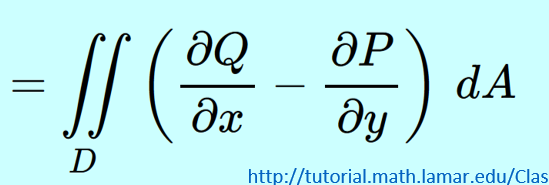 = ∬_D ( ∂Q/∂x − ∂P/∂y ) dA
http://tutorial.math.lamar.edu/Clas